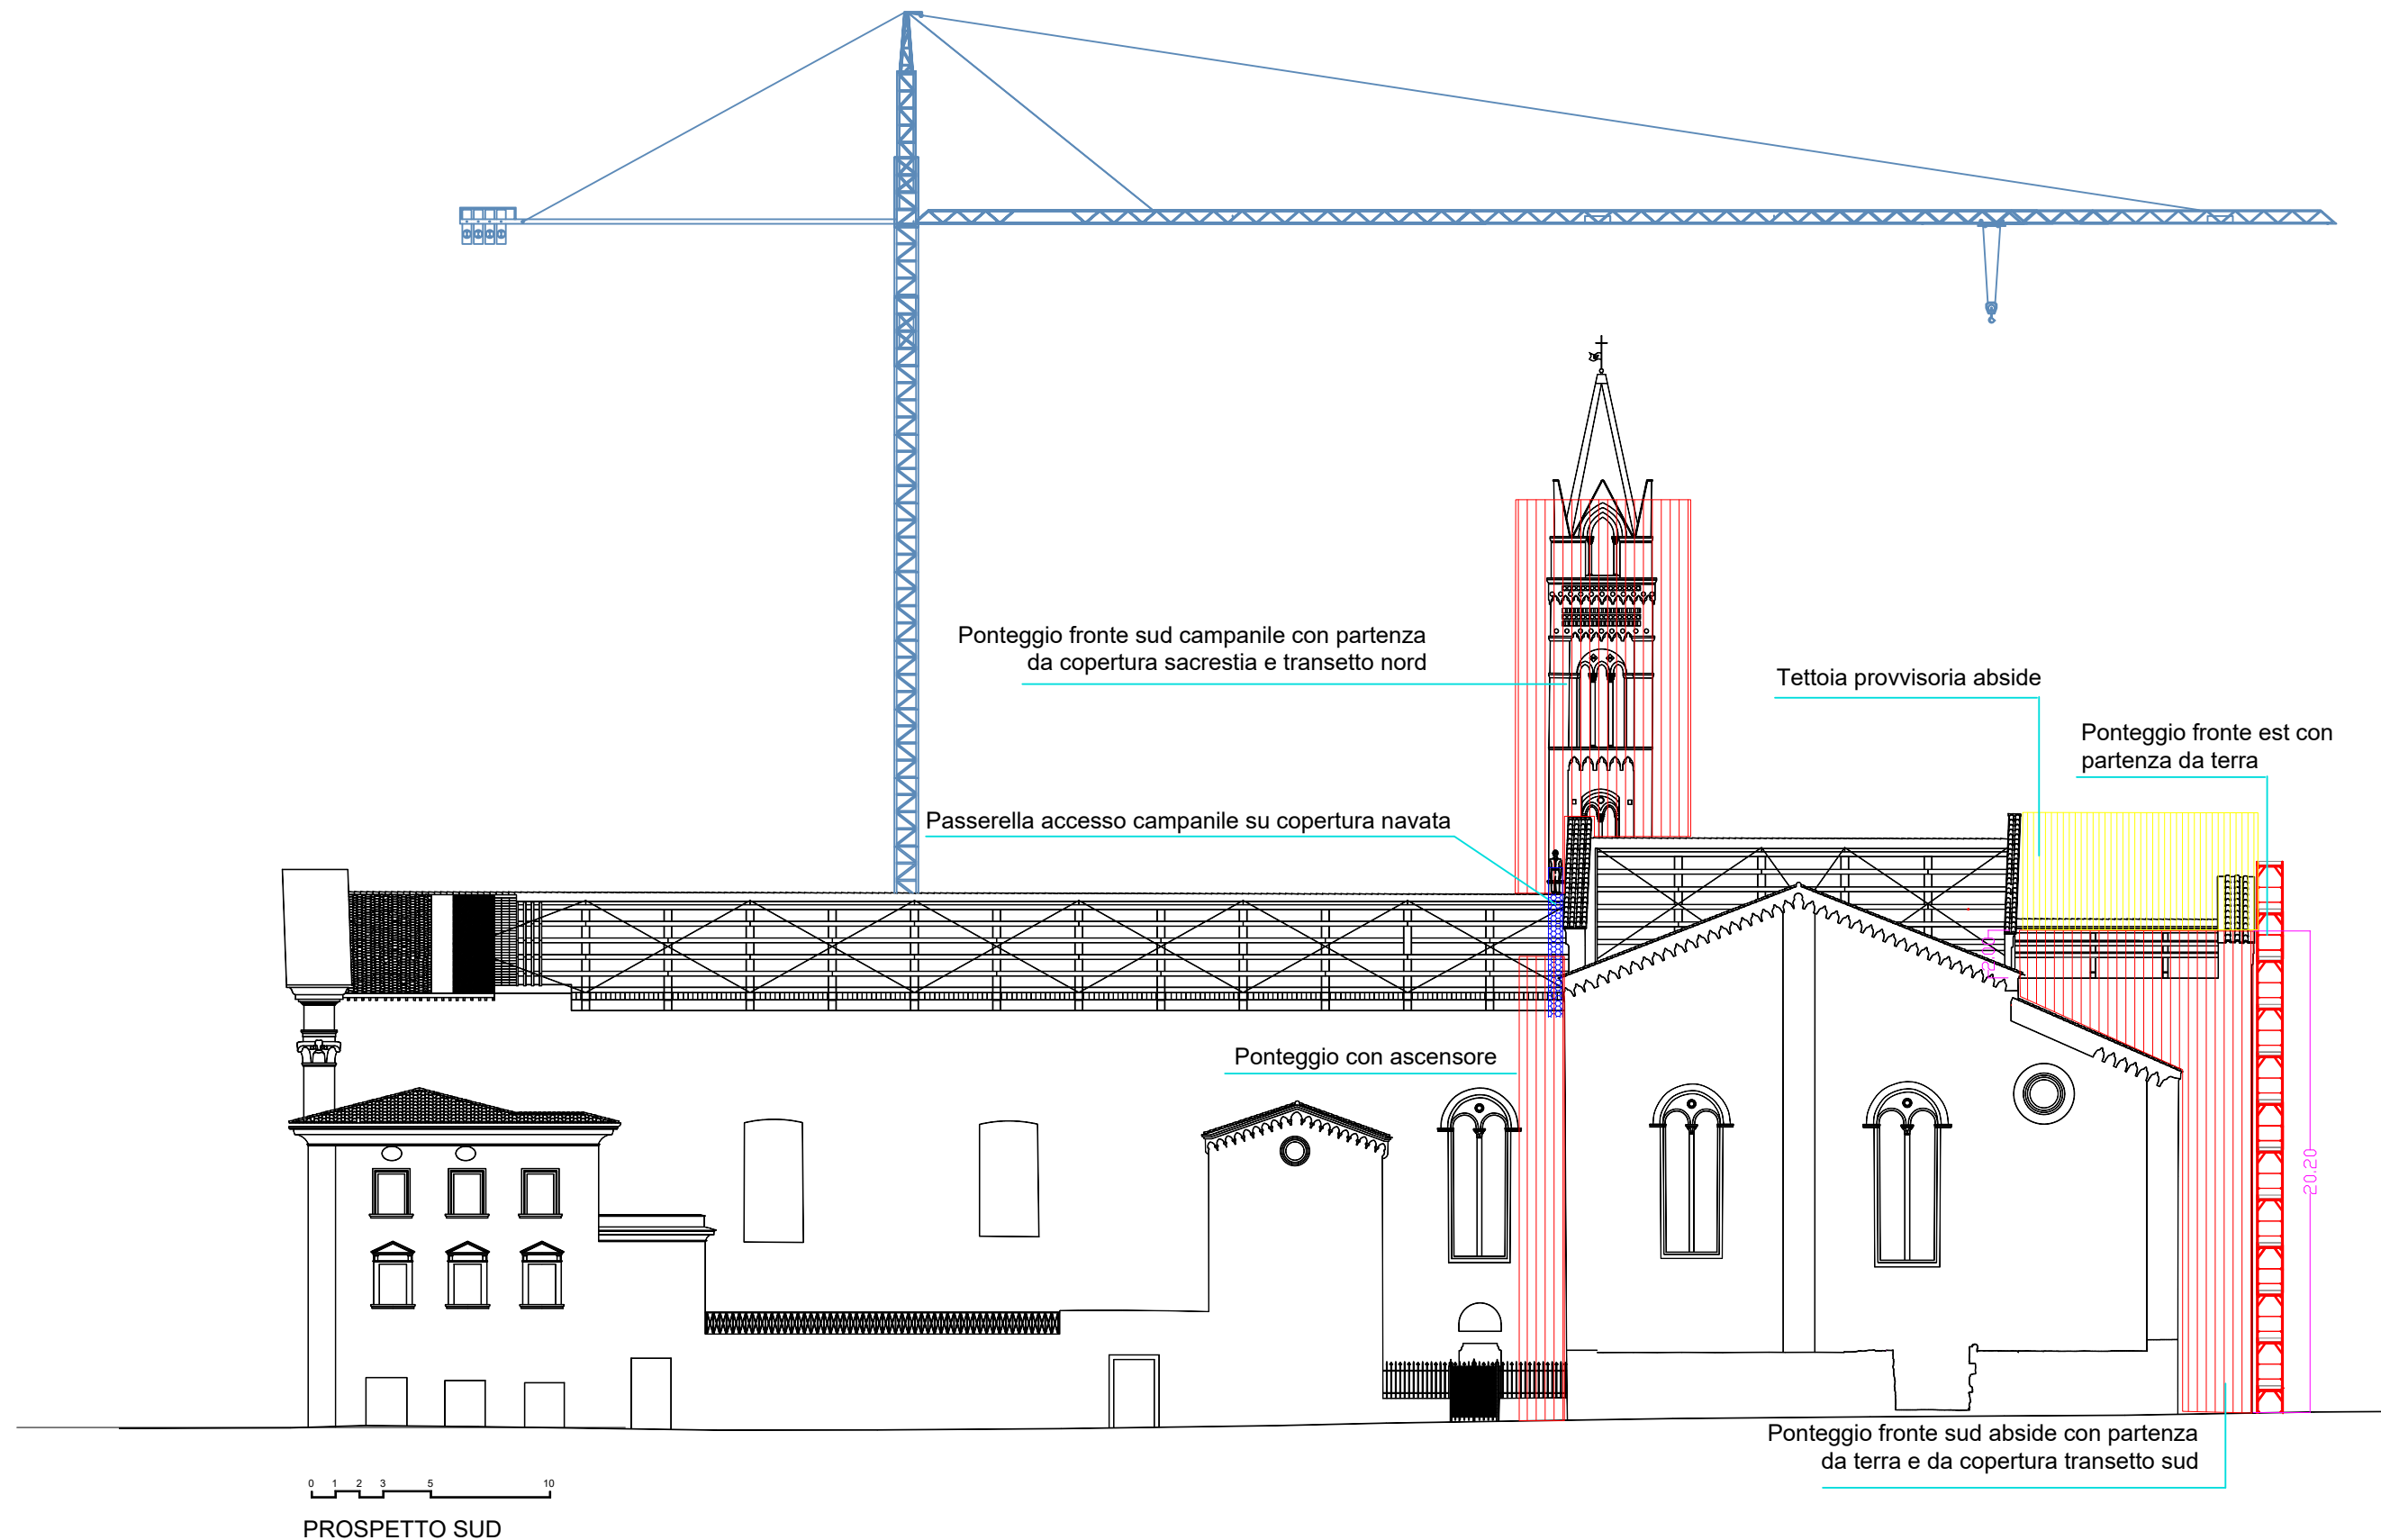 Ponteggio fronte sud campanile con partenza
da copertura sacrestia e transetto nord
Tettoia provvisoria abside
Ponteggio fronte est con
partenza da terra
Passerella accesso campanile su copertura navata
2.00
Ponteggio con ascensore
20.20
Ponteggio fronte sud abside con partenza
da terra e da copertura transetto sud
0 1 2 3 5 10
PROSPETTO SUD